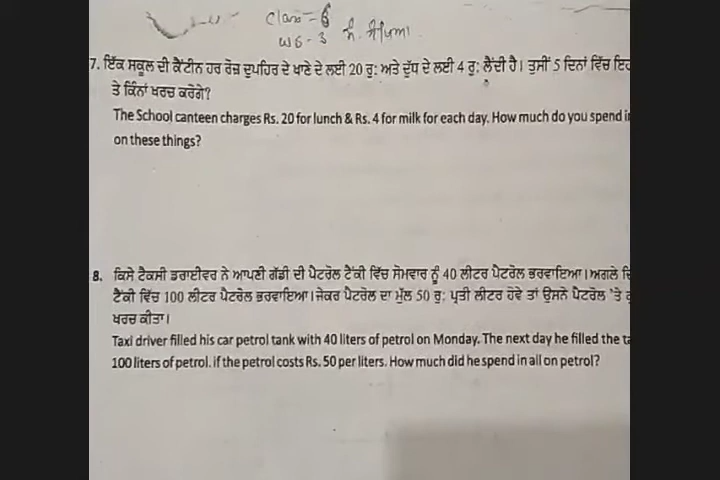 Class - 6
WS - 3
7. ਇੱਕ ਸਕੂਲ ਦੀ ਕੈਂਟੀਨ ਹਰ ਰੋਜ਼ ਦੁਪਹਿਰ ਦੇ ਖਾਣੇ ਦੇ ਲਈ 20 ਰੁ: ਅਤੇ ਦੁੱਧ ਦੇ ਲਈ 4 ਰੁ: ਲੈਂਦੀ ਹੈ। ਤੁਸੀਂ 5 ਦਿਨਾਂ ਵਿੱਚ ਇਹ
ਤੇ ਕਿੰਨਾਂ ਖਰਚ ਕਰੋਗੇ?
The School canteen charges Rs. 20 for lunch & Rs. 4 for milk for each day. How much do you spend i
on these things?
8. ਕਿਸੇ ਟੈਕਸੀ ਡਰਾਈਵਰ ਨੇ ਆਪਣੀ ਗੱਡੀ ਦੀ ਪੈਟਰੋਲ ਟੈਂਕੀ ਵਿੱਚ ਸੋਮਵਾਰ ਨੂੰ 40 ਲੀਟਰ ਪੈਟਰੋਲ ਭਰਵਾਇਆ। ਅਗਲੇ ਦਿ
ਟੈਂਕੀ ਵਿੱਚ 100 ਲੀਟਰ ਪੈਟਰੋਲ ਭਰਵਾਇਆ। ਜੇਕਰ ਪੈਟਰੋਲ ਦਾ ਮੁੱਲ 50 ਰੁ: ਪ੍ਰਤੀ ਲੀਟਰ ਹੋਵੇ ਤਾਂ ਉਸਨੇ ਪੈਟਰੋਲ 'ਤੇ
ਖਰਚ ਕੀਤਾ।
Taxi driver filled his car petrol tank with 40 liters of petrol on Monday. The next day he filled the ta
100 liters of petrol. if the petrol costs Rs. 50 per liters. How much did he spend in all on petrol?